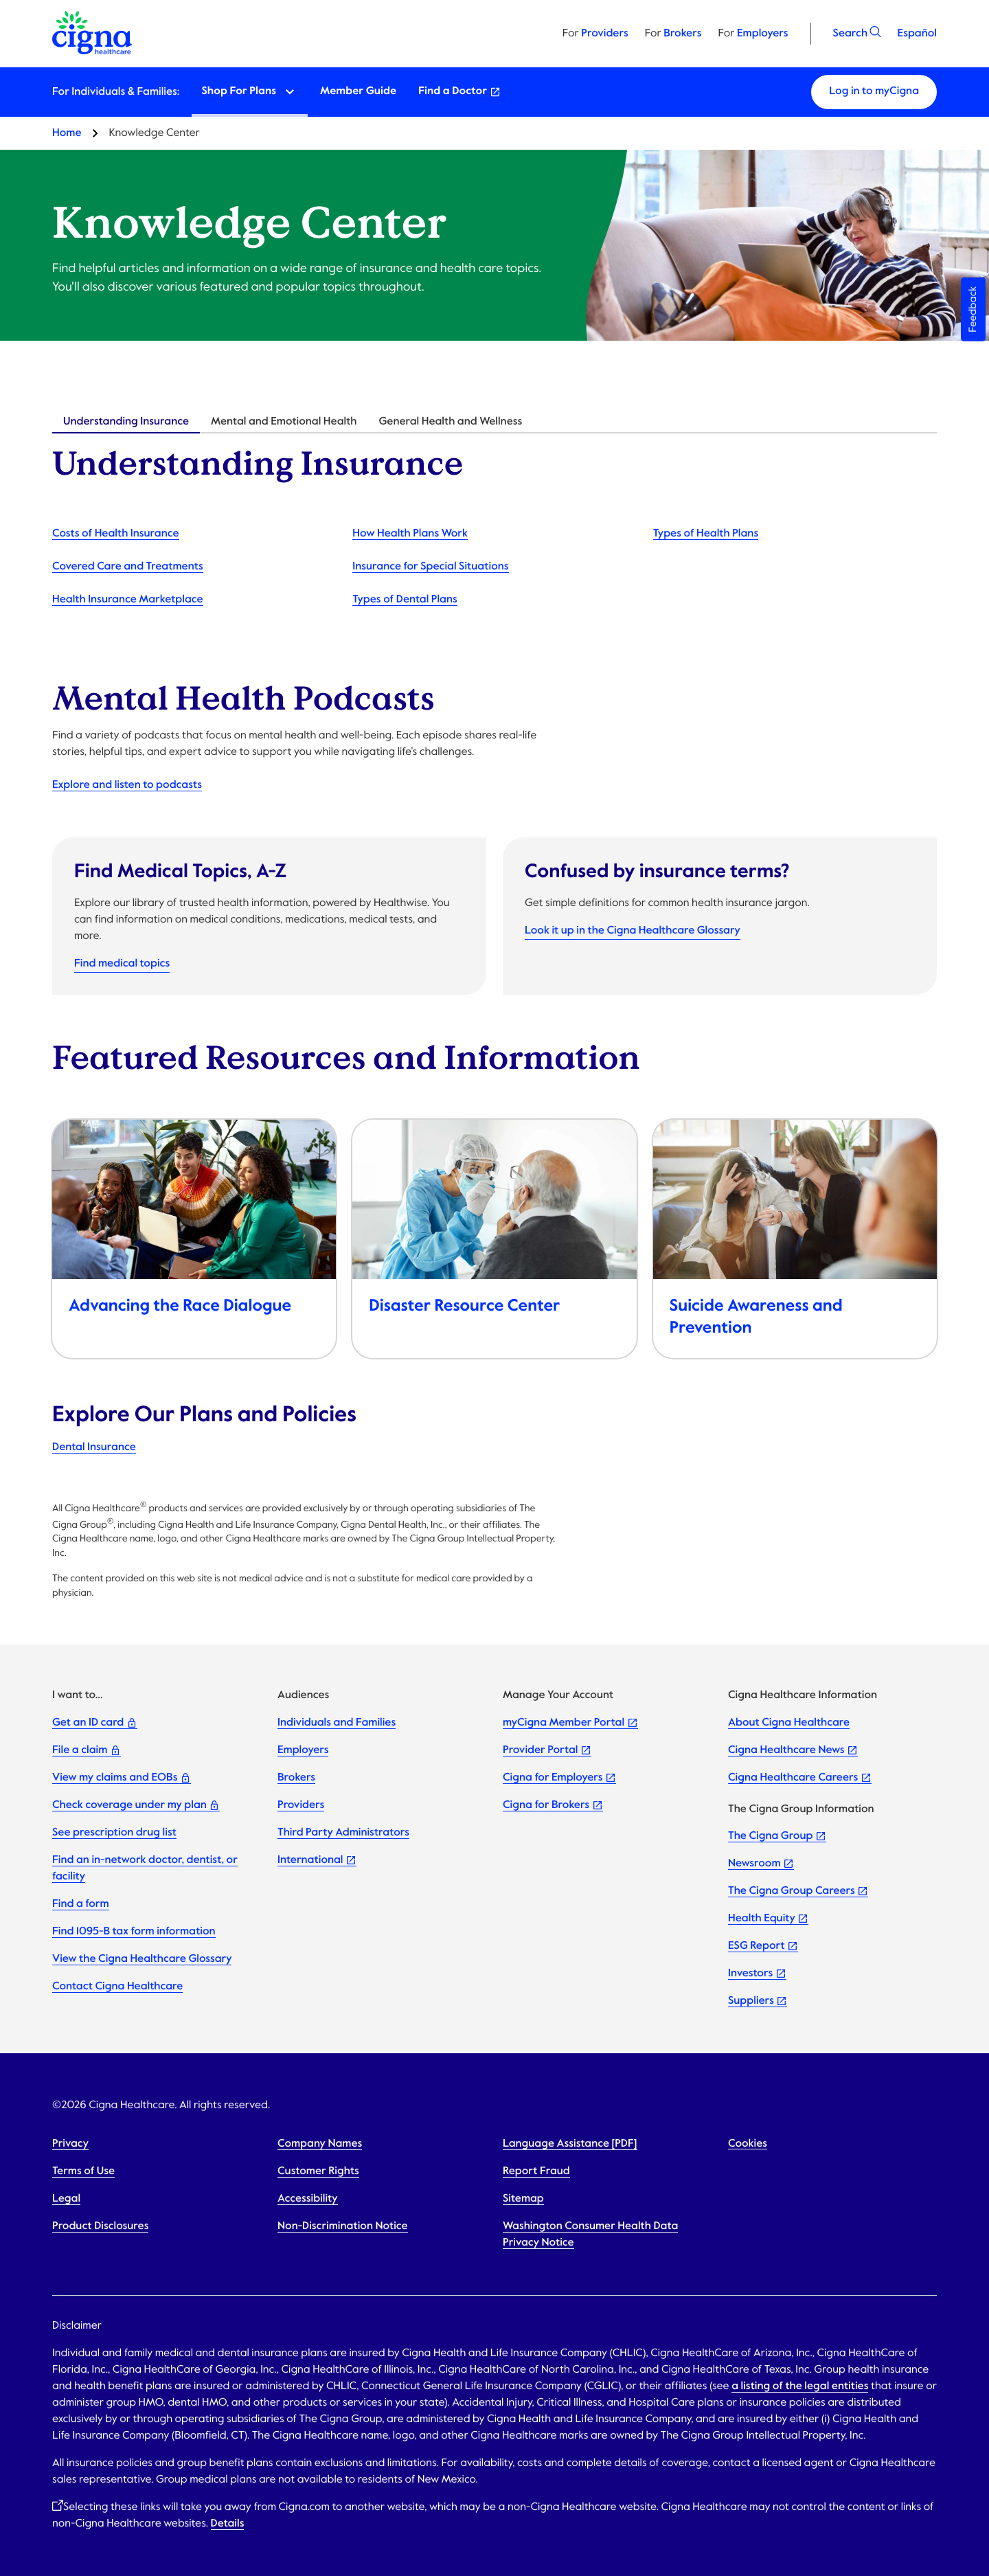 cigna
healthcare
For Providers For Brokers For Employers Search Español
For Individuals & Families: Shop For Plans Member Guide Find a Doctor Log in to myCigna
Home Knowledge Center
Knowledge Center
Find helpful articles and information on a wide range of insurance and health care topics.
You'll also discover various featured and popular topics throughout.
Feedback
Understanding Insurance Mental and Emotional Health General Health and Wellness
Understanding Insurance
Costs of Health Insurance How Health Plans Work Types of Health Plans
Covered Care and Treatments Insurance for Special Situations
Health Insurance Marketplace Types of Dental Plans
Mental Health Podcasts
Find a variety of podcasts that focus on mental health and well-being. Each episode shares real-life
stories, helpful tips, and expert advice to support you while navigating life's challenges.
Explore and listen to podcasts
Find Medical Topics, A-Z
Explore our library of trusted health information, powered by Healthwise. You
can find information on medical conditions, medications, medical tests, and
more.
Find medical topics
Confused by insurance terms?
Get simple definitions for common health insurance jargon.
Look it up in the Cigna Healthcare Glossary
Featured Resources and Information
Advancing the Race Dialogue
Disaster Resource Center
Suicide Awareness and
Prevention
Explore Our Plans and Policies
Dental Insurance
All Cigna Healthcare® products and services are provided exclusively by or through operating subsidiaries of The
Cigna Group®, including Cigna Health and Life Insurance Company, Cigna Dental Health, Inc., or their affiliates. The
Cigna Healthcare name, logo, and other Cigna Healthcare marks are owned by The Cigna Group Intellectual Property,
Inc.
The content provided on this web site is not medical advice and is not a substitute for medical care provided by a
physician.
I want to...
Get an ID card
File a claim
View my claims and EOBs
Check coverage under my plan
See prescription drug list
Find an in-network doctor, dentist, or
facility
Find a form
Find 1095-B tax form information
View the Cigna Healthcare Glossary
Contact Cigna Healthcare
Audiences
Individuals and Families
Employers
Brokers
Providers
Third Party Administrators
International
Manage Your Account
myCigna Member Portal
Provider Portal
Cigna for Employers
Cigna for Brokers
Cigna Healthcare Information
About Cigna Healthcare
Cigna Healthcare News
Cigna Healthcare Careers
The Cigna Group Information
The Cigna Group
Newsroom
The Cigna Group Careers
Health Equity
ESG Report
Investors
Suppliers
©2026 Cigna Healthcare. All rights reserved.
Privacy
Terms of Use
Legal
Product Disclosures
Company Names
Customer Rights
Accessibility
Non-Discrimination Notice
Language Assistance [PDF]
Report Fraud
Sitemap
Washington Consumer Health Data
Privacy Notice
Cookies
Disclaimer
Individual and family medical and dental insurance plans are insured by Cigna Health and Life Insurance Company (CHLIC), Cigna HealthCare of Arizona, Inc., Cigna HealthCare of
Florida, Inc., Cigna HealthCare of Georgia, Inc., Cigna HealthCare of Illinois, Inc., Cigna HealthCare of North Carolina, Inc., and Cigna HealthCare of Texas, Inc. Group health insurance
and health benefit plans are insured or administered by CHLIC, Connecticut General Life Insurance Company (CGLIC), or their affiliates (see a listing of the legal entities that insure or
administer group HMO, dental HMO, and other products or services in your state). Accidental Injury, Critical Illness, and Hospital Care plans or insurance policies are distributed
exclusively by or through operating subsidiaries of The Cigna Group, are administered by Cigna Health and Life Insurance Company, and are insured by either (i) Cigna Health and
Life Insurance Company (Bloomfield, CT). The Cigna Healthcare name, logo, and other Cigna Healthcare marks are owned by The Cigna Group Intellectual Property, Inc.
All insurance policies and group benefit plans contain exclusions and limitations. For availability, costs and complete details of coverage, contact a licensed agent or Cigna Healthcare
sales representative. Group medical plans are not available to residents of New Mexico.
Selecting these links will take you away from Cigna.com to another website, which may be a non-Cigna Healthcare website. Cigna Healthcare may not control the content or links of
non-Cigna Healthcare websites. Details